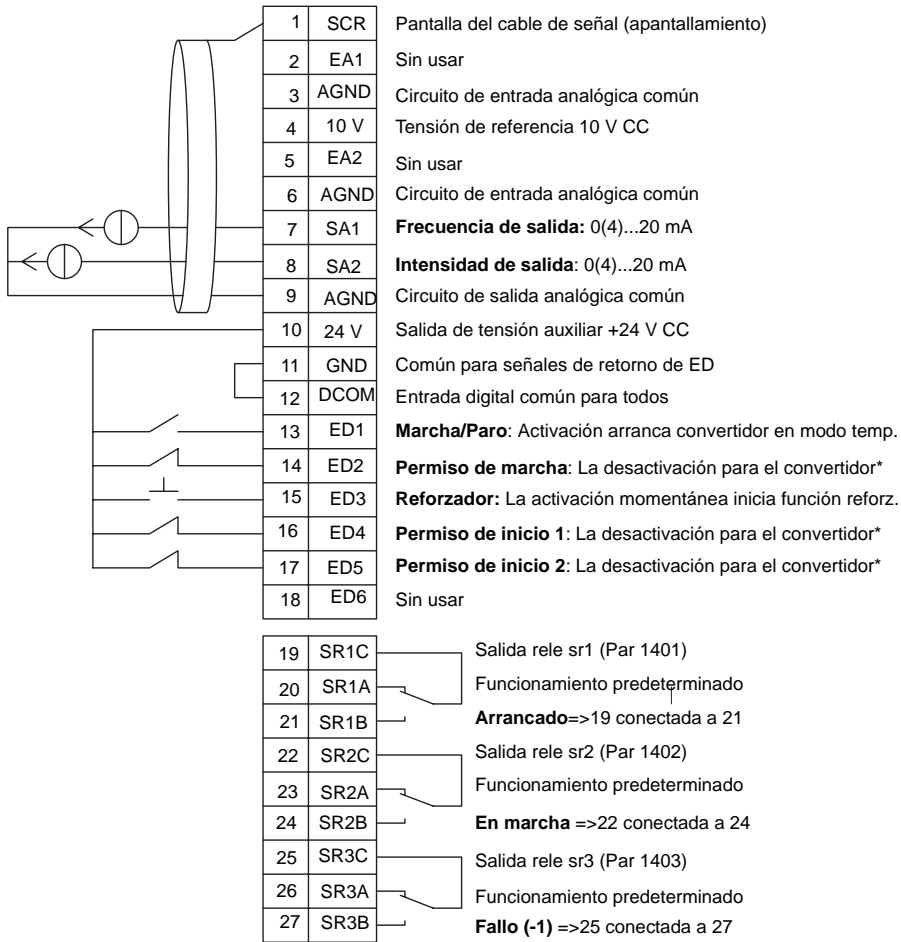 1 SCR Pantalla del cable de señal (apantallamiento)
2 EA1 Sin usar
3 AGND Circuito de entrada analógica común
4 10 V Tensión de referencia 10 V CC
5 EA2 Sin usar
6 AGND Circuito de entrada analógica común
7 SA1 Frecuencia de salida: 0(4)...20 mA
8 SA2 Intensidad de salida: 0(4)...20 mA
9 AGND Circuito de salida analógica común
10 24 V Salida de tensión auxiliar +24 V CC
11 GND Común para señales de retorno de ED
12 DCOM Entrada digital común para todos
13 ED1 Marcha/Paro: Activación arranca convertidor en modo temp.
14 ED2 Permiso de marcha: La desactivación para el convertidor*
15 ED3 Reforzador: La activación momentánea inicia función reforz.
16 ED4 Permiso de inicio 1: La desactivación para el convertidor*
17 ED5 Permiso de inicio 2: La desactivación para el convertidor*
18 ED6 Sin usar
19 SR1C Salida rele sr1 (Par 1401)
20 SR1A Funcionamiento predeterminado
21 SR1B Arrancado=>19 conectada a 21
22 SR2C Salida rele sr2 (Par 1402)
23 SR2A Funcionamiento predeterminado
24 SR2B En marcha =>22 conectada a 24
25 SR3C Salida rele sr3 (Par 1403)
26 SR3A Funcionamiento predeterminado
27 SR3B Fallo (-1) =>25 conectada a 27